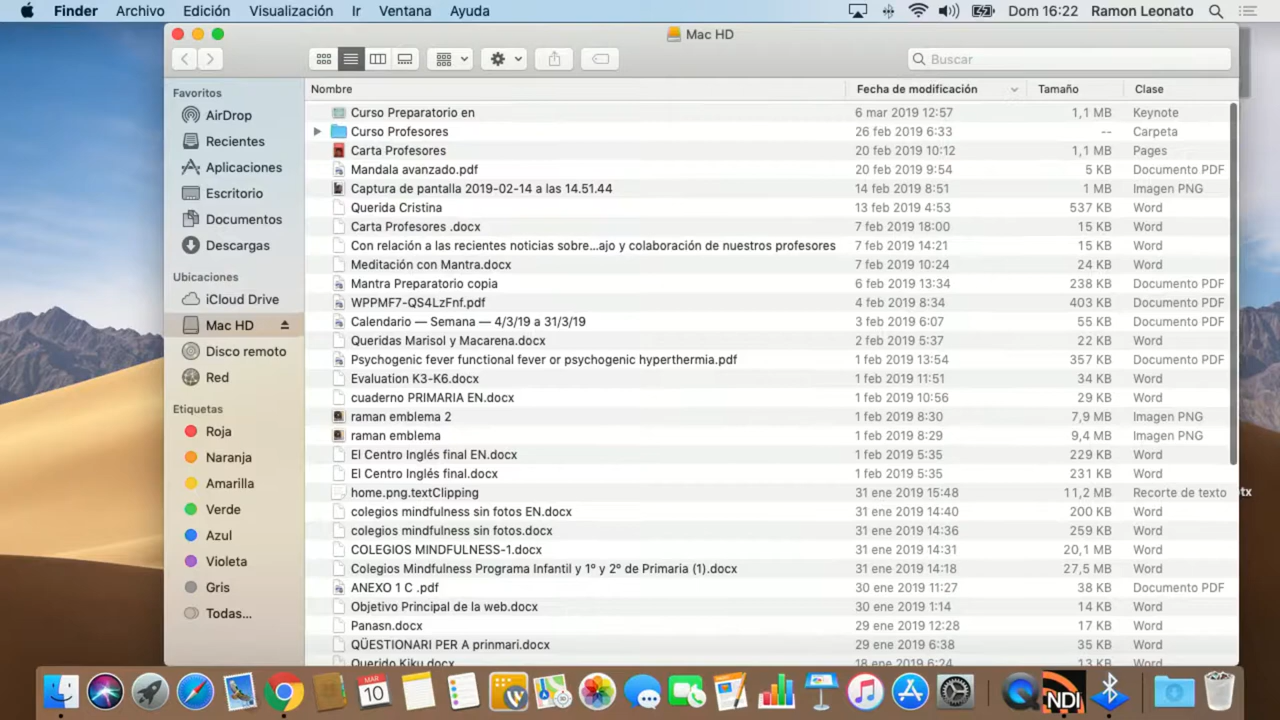 Finder Archivo Edición Visualización Ir Ventana Ayuda Dom 16:22 Ramon Leonato
Mac HD
Buscar
Favoritos
AirDrop
Recientes
Aplicaciones
Escritorio
Documentos
Descargas
Ubicaciones
iCloud Drive
Mac HD
Disco remoto
Red
Etiquetas
Roja
Naranja
Amarilla
Verde
Azul
Violeta
Gris
Todas...
Nombre Fecha de modificación Tamaño Clase
Curso Preparatorio en 6 mar 2019 12:57 1,1 MB Keynote
Curso Profesores 26 feb 2019 6:33 -- Carpeta
Carta Profesores 20 feb 2019 10:12 1,1 MB Pages
Mandala avanzado.pdf 20 feb 2019 9:54 5 KB Documento PDF
Captura de pantalla 2019-02-14 a las 14.51.44 14 feb 2019 8:51 1 MB Imagen PNG
Querida Cristina 13 feb 2019 4:53 537 KB Word
Carta Profesores .docx 7 feb 2019 18:00 15 KB Word
Con relación a las recientes noticias sobre...ajo y colaboración de nuestros profesores 7 feb 2019 14:21 15 KB Word
Meditación con Mantra.docx 7 feb 2019 10:24 24 KB Word
Mantra Preparatorio copia 6 feb 2019 13:34 238 KB Documento PDF
WPPMF7-QS4LzFnf.pdf 4 feb 2019 8:34 403 KB Documento PDF
Calendario — Semana — 4/3/19 a 31/3/19 3 feb 2019 6:07 55 KB Documento PDF
Queridas Marisol y Macarena.docx 2 feb 2019 5:37 22 KB Word
Psychogenic fever functional fever or psychogenic hyperthermia.pdf 1 feb 2019 13:54 357 KB Documento PDF
Evaluation K3-K6.docx 1 feb 2019 11:51 34 KB Word
cuaderno PRIMARIA EN.docx 1 feb 2019 10:56 29 KB Word
raman emblema 2 1 feb 2019 8:30 7,9 MB Imagen PNG
raman emblema 1 feb 2019 8:29 9,4 MB Imagen PNG
El Centro Inglés final EN.docx 1 feb 2019 5:35 229 KB Word
El Centro Inglés final.docx 1 feb 2019 5:35 231 KB Word
home.png.textClipping 31 ene 2019 15:48 11,2 MB Recorte de texto
colegios mindfulness sin fotos EN.docx 31 ene 2019 14:40 200 KB Word
colegios mindfulness sin fotos.docx 31 ene 2019 14:36 259 KB Word
COLEGIOS MINDFULNESS-1.docx 31 ene 2019 14:31 20,1 MB Word
Colegios Mindfulness Programa Infantil y 1º y 2º de Primaria (1).docx 31 ene 2019 14:18 27,5 MB Word
ANEXO 1 C .pdf 30 ene 2019 11:27 38 KB Documento PDF
Objetivo Principal de la web.docx 30 ene 2019 1:14 14 KB Word
Panasn.docx 29 ene 2019 12:28 17 KB Word
QÜESTIONARI PER A prinmari.docx 29 ene 2019 6:38 35 KB Word
Querido Kiku.docx 18 ene 2019 6:24 13 KB Word
tx
MAR
10
NDI